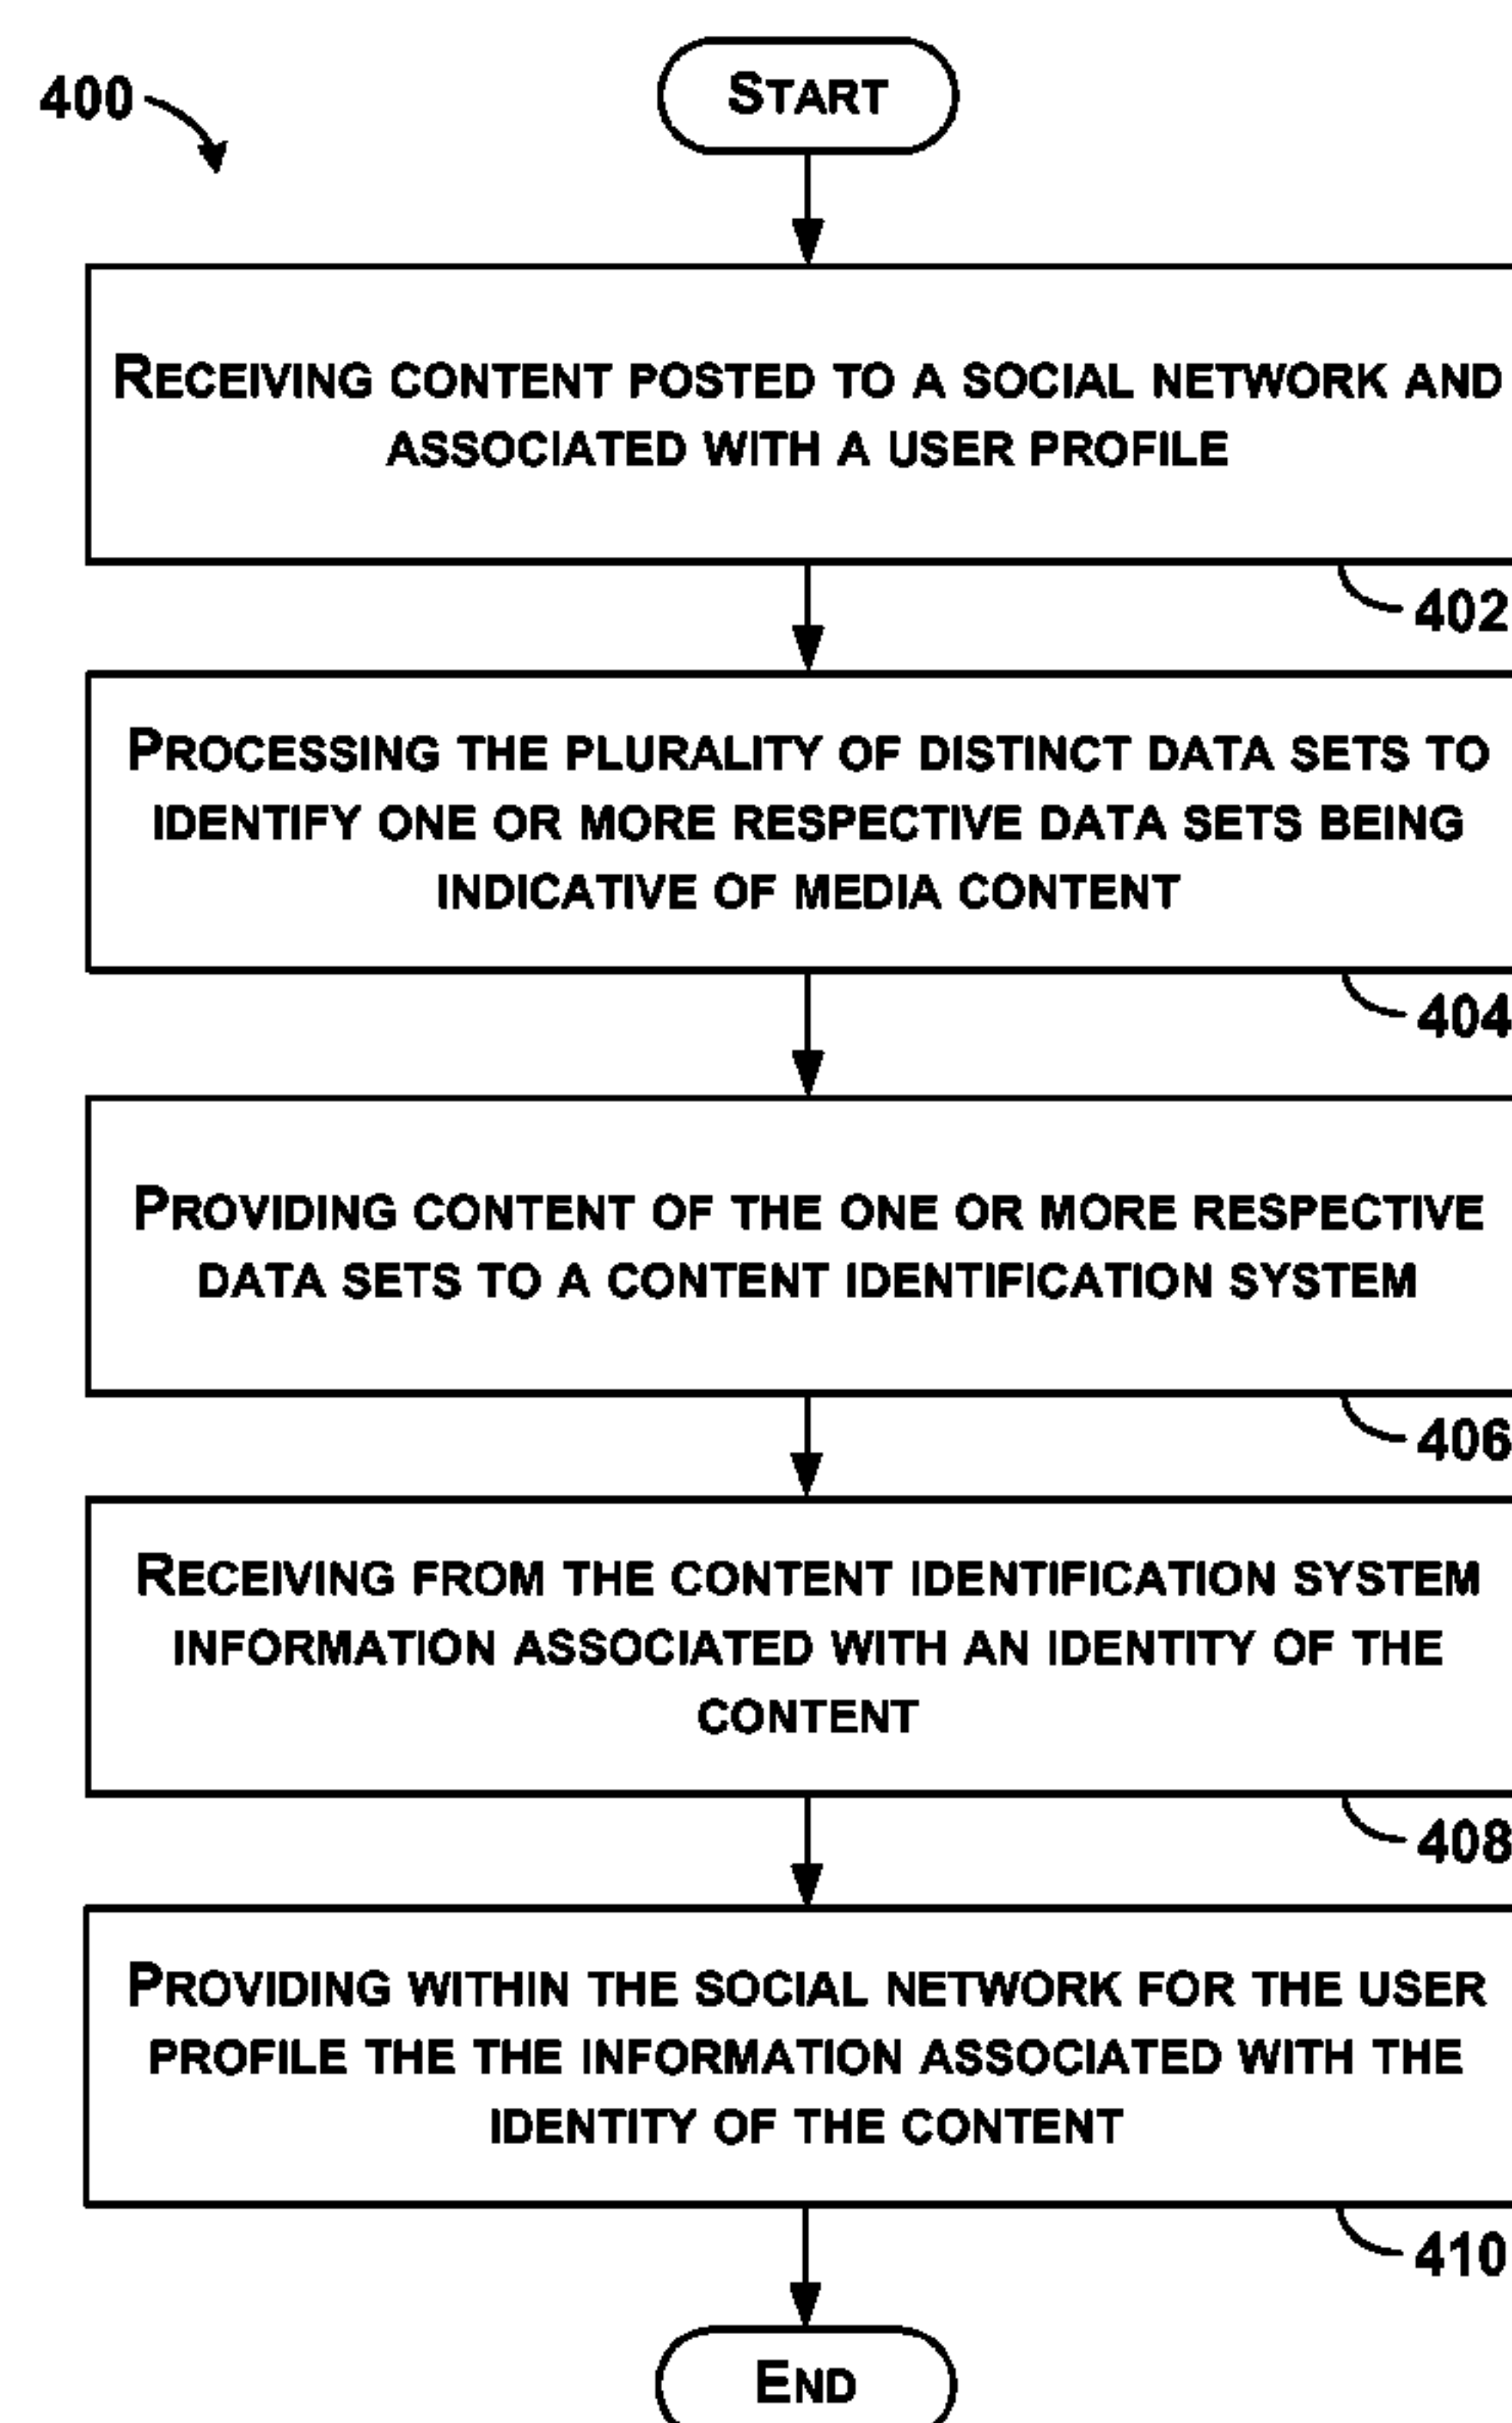 400
START
RECEIVING CONTENT POSTED TO A SOCIAL NETWORK AND
ASSOCIATED WITH A USER PROFILE
402
PROCESSING THE PLURALITY OF DISTINCT DATA SETS TO
IDENTIFY ONE OR MORE RESPECTIVE DATA SETS BEING
INDICATIVE OF MEDIA CONTENT
404
PROVIDING CONTENT OF THE ONE OR MORE RESPECTIVE
DATA SETS TO A CONTENT IDENTIFICATION SYSTEM
406
RECEIVING FROM THE CONTENT IDENTIFICATION SYSTEM
INFORMATION ASSOCIATED WITH AN IDENTITY OF THE
CONTENT
408
PROVIDING WITHIN THE SOCIAL NETWORK FOR THE USER
PROFILE THE THE INFORMATION ASSOCIATED WITH THE
IDENTITY OF THE CONTENT
410
END